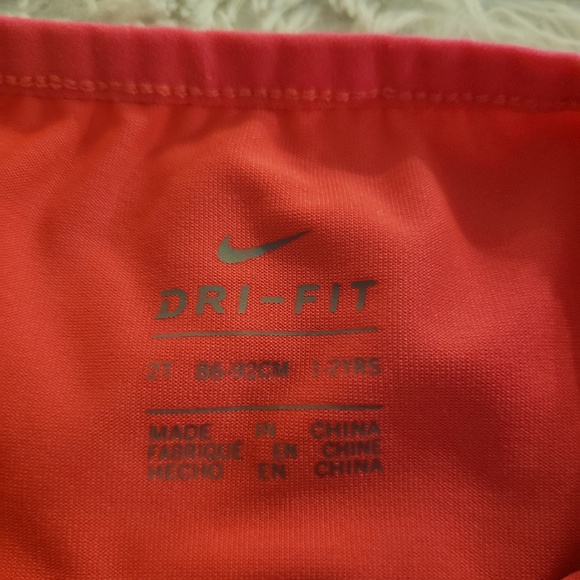 DRI-FIT
2T 86-92CM 1-2YRS
MADE IN CHINA
FABRIQUÉ EN CHINE
HECHO EN CHINA